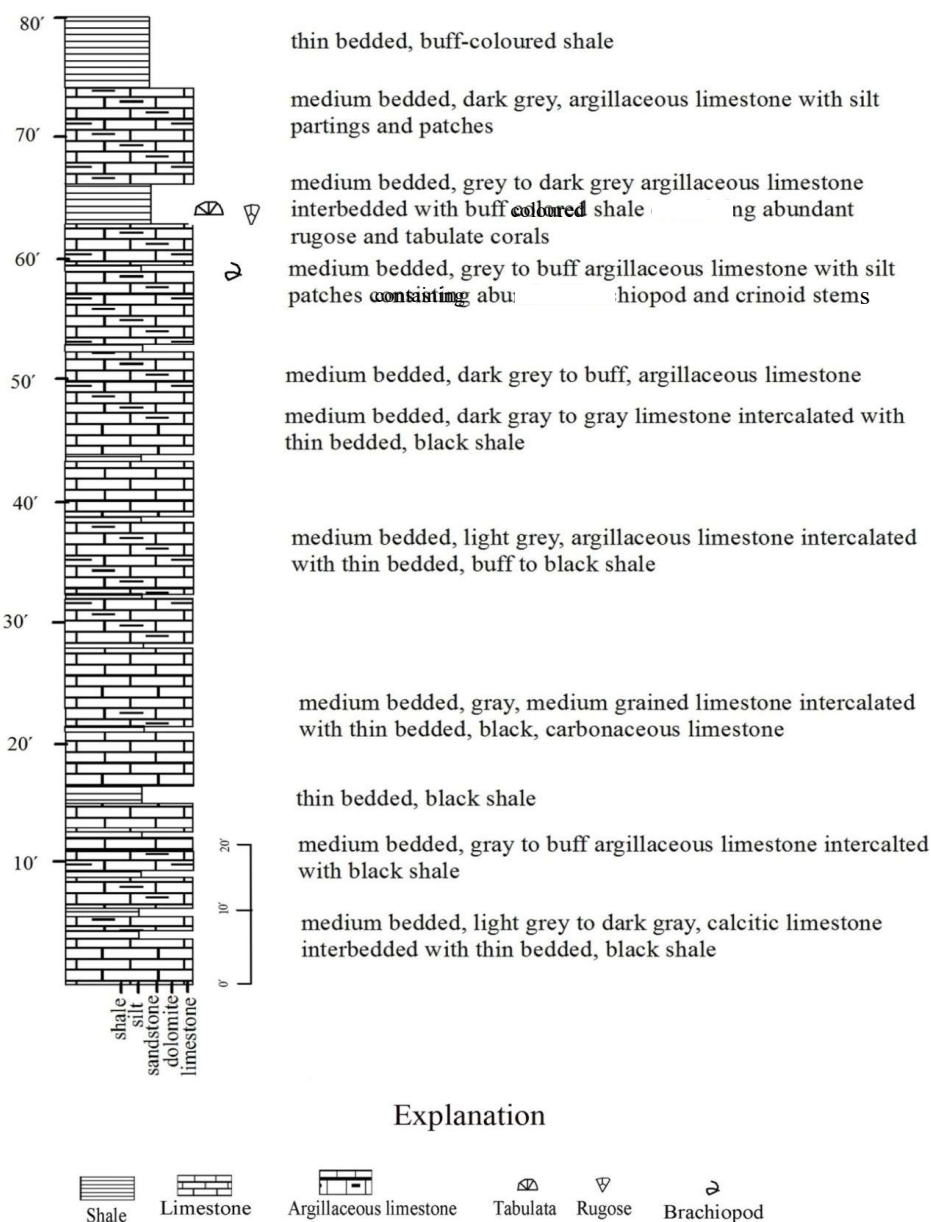 80′
thin bedded, buff-coloured shale
medium bedded, dark grey, argillaceous limestone with silt
partings and patches
70′
medium bedded, grey to dark grey argillaceous limestone
interbedded with buff coloured shale ng abundant
rugose and tabulate corals
60′
medium bedded, grey to buff argillaceous limestone with silt
patches containing abu hiopod and crinoid stems
50′
medium bedded, dark grey to buff, argillaceous limestone
medium bedded, dark gray to gray limestone intercalated with
thin bedded, black shale
40′
medium bedded, light grey, argillaceous limestone intercalated
with thin bedded, buff to black shale
30′
medium bedded, gray, medium grained limestone intercalated
with thin bedded, black, carbonaceous limestone
20′
thin bedded, black shale
medium bedded, gray to buff argillaceous limestone intercalted
with black shale
10′
20′
10′
0′
medium bedded, light grey to dark gray, calcitic limestone
interbedded with thin bedded, black shale
shale
silt
sandstone
dolomite
limestone
Explanation
Shale
Limestone
Argillaceous limestone
Tabulata
Rugose
Brachiopod